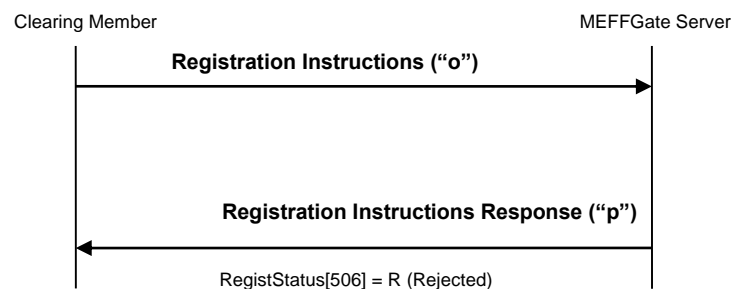 Clearing Member
MEFFGate Server
Registration Instructions (“o”)
Registration Instructions Response (“p”)
RegistStatus[506] = R (Rejected)